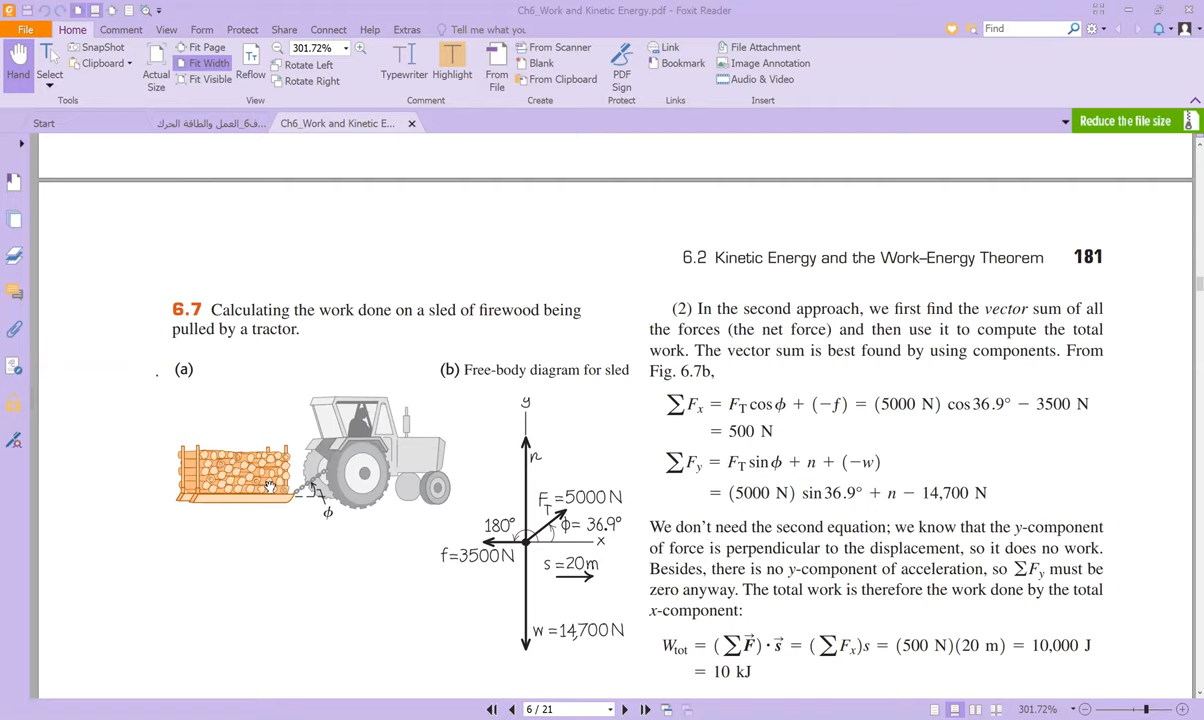 Ch6_Work and Kinetic Energy.pdf - Foxit Reader
File Home Comment View Form Protect Share Connect Help Extras Tell me what you Find
Hand Select SnapShot Clipboard Actual Size Fit Page Fit Width Fit Visible Reflow 301.72% Rotate Left Rotate Right Typewriter Highlight From File From Scanner Blank From Clipboard PDF Sign Link Bookmark File Attachment Image Annotation Audio & Video
Tools View Comment Create Protect Links Insert
Start ف6_العمل والطاقة الحرك... Ch6_Work and Kinetic E... Reduce the file size
6.2 Kinetic Energy and the Work–Energy Theorem 181
6.7 Calculating the work done on a sled of firewood being
pulled by a tractor.
(a)
ϕ
(b) Free-body diagram for sled
y
n
F_T = 5000 N
180° ϕ = 36.9°
x
f = 3500 N
s = 20 m
w = 14,700 N
(2) In the second approach, we first find the vector sum of all
the forces (the net force) and then use it to compute the total
work. The vector sum is best found by using components. From
Fig. 6.7b,
∑F_x = F_T cos ϕ + (−f) = (5000 N) cos 36.9° − 3500 N
= 500 N
∑F_y = F_T sin ϕ + n + (−w)
= (5000 N) sin 36.9° + n − 14,700 N
We don't need the second equation; we know that the y-component
of force is perpendicular to the displacement, so it does no work.
Besides, there is no y-component of acceleration, so ∑F_y must be
zero anyway. The total work is therefore the work done by the total
x-component:
W_tot = (∑F⃗) · s⃗ = (∑F_x)s = (500 N)(20 m) = 10,000 J
= 10 kJ
6 / 21 301.72%